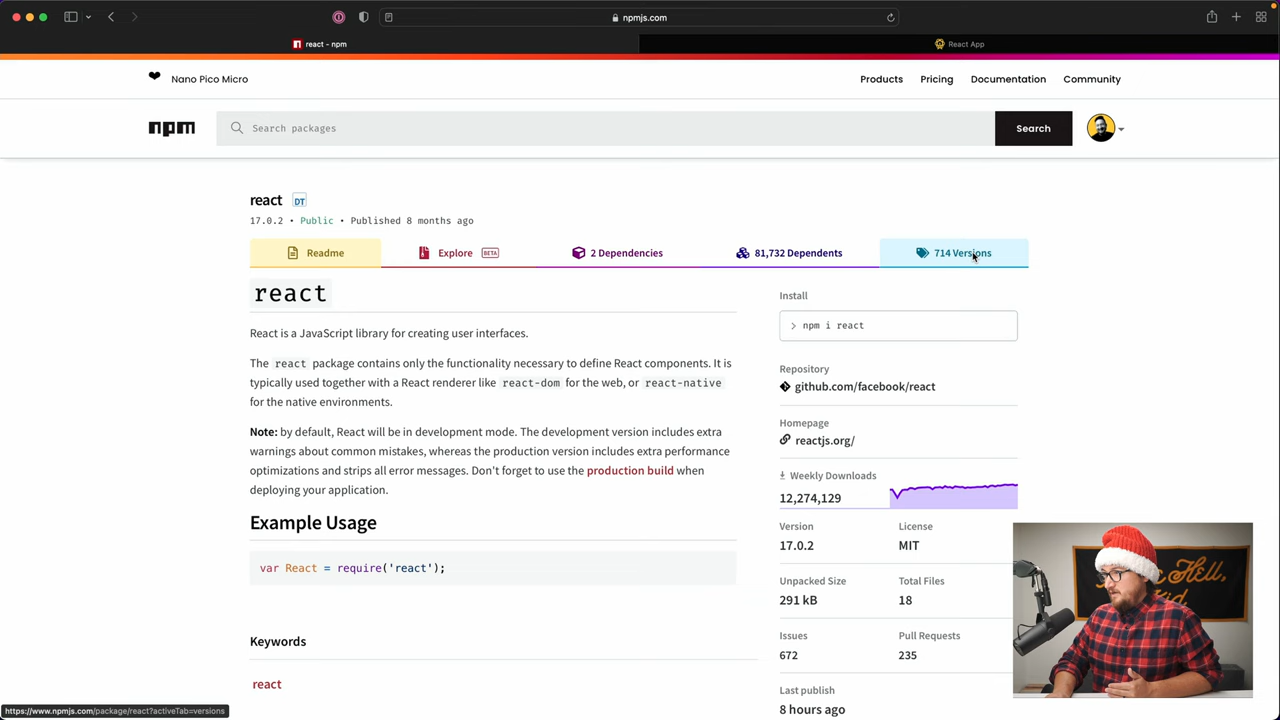 npmjs.com
react - npm
React App
Nano Pico Micro
Products
Pricing
Documentation
Community
npm
Search packages
Search
react
DT
17.0.2 • Public • Published 8 months ago
Readme
Explore BETA
2 Dependencies
81,732 Dependents
714 Versions
react
React is a JavaScript library for creating user interfaces.
The react package contains only the functionality necessary to define React components. It is
typically used together with a React renderer like react-dom for the web, or react-native
for the native environments.
Note: by default, React will be in development mode. The development version includes extra
warnings about common mistakes, whereas the production version includes extra performance
optimizations and strips all error messages. Don't forget to use the production build when
deploying your application.
Example Usage
var React = require('react');
Keywords
react
Install
> npm i react
Repository
github.com/facebook/react
Homepage
reactjs.org/
Weekly Downloads
12,274,129
Version
License
17.0.2
MIT
Unpacked Size
Total Files
291 kB
18
Issues
Pull Requests
672
235
Last publish
8 hours ago
Hell,
Kid
https://www.npmjs.com/package/react?activeTab=versions